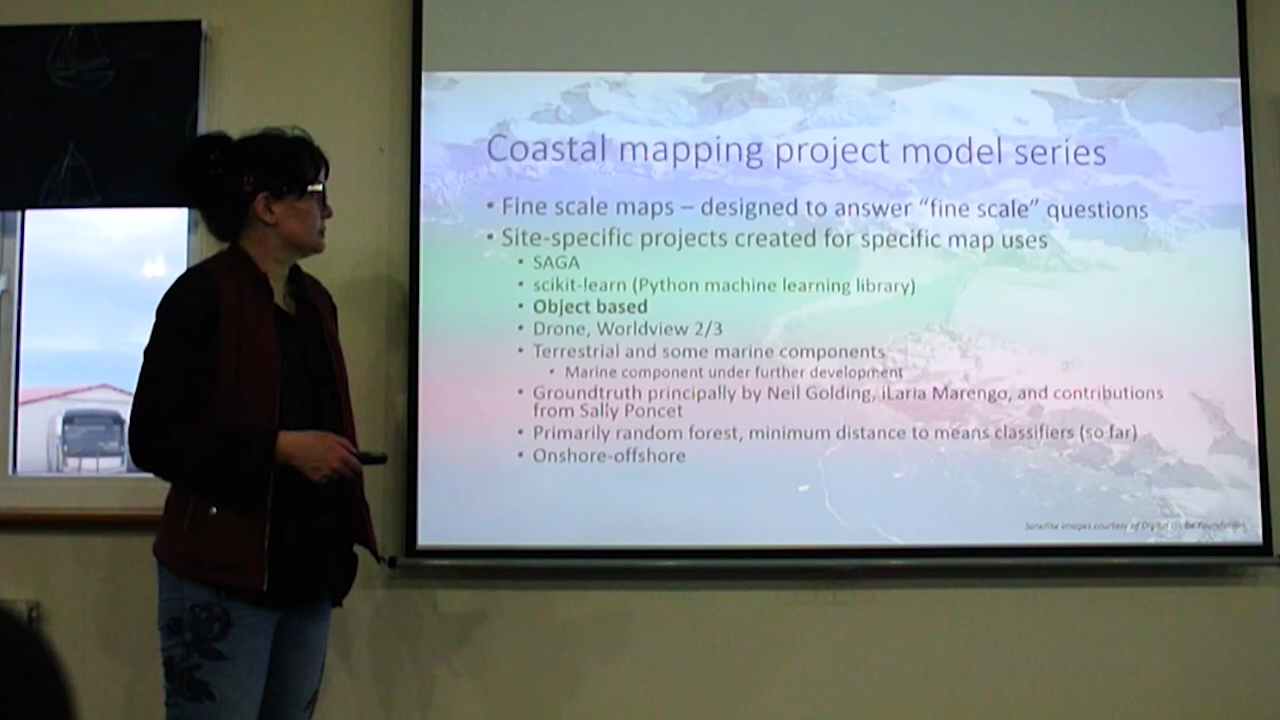 Coastal mapping project model series
• Fine scale maps – designed to answer “fine scale” questions
• Site-specific projects created for specific map uses
• SAGA
• scikit-learn (Python machine learning library)
• Object based
• Drone, Worldview 2/3
• Terrestrial and some marine components
• Marine component under further development
• Groundtruth principally by Neil Golding, iLaria Marengo, and contributions
from Sally Poncet
• Primarily random forest, minimum distance to means classifiers (so far)
• Onshore-offshore
Satellite images courtesy of Digital Globe Foundation